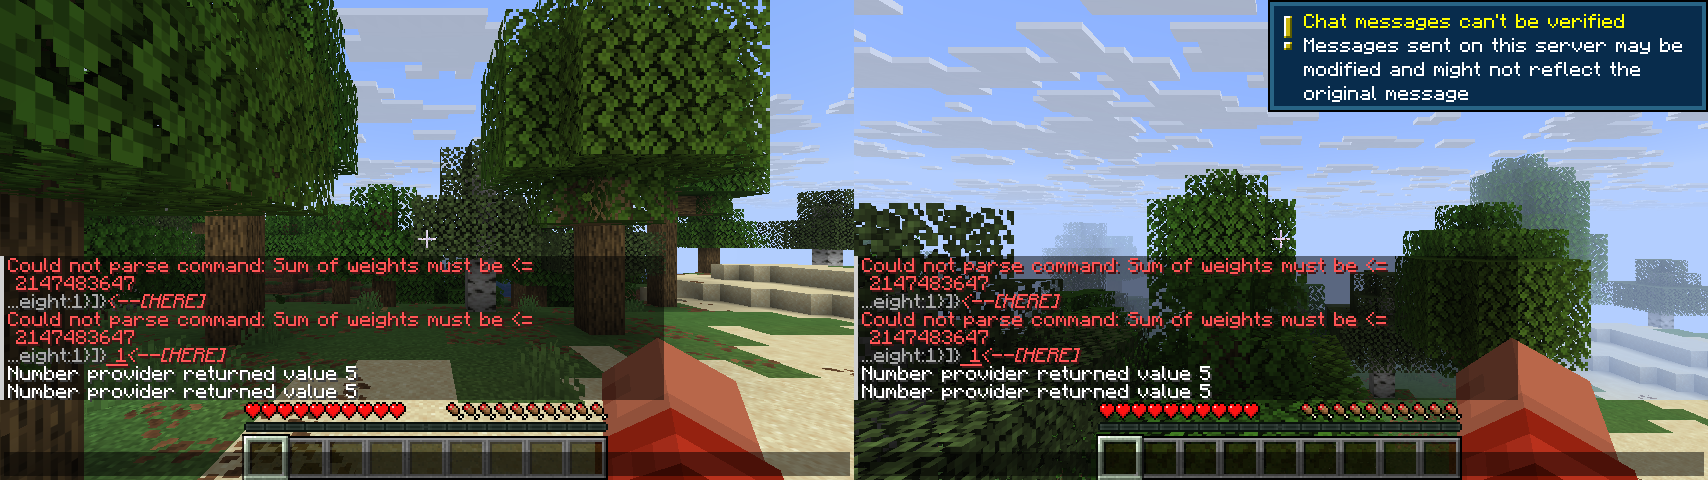 Could not parse command: Sum of weights must be <=
2147483647
...eight:1}]}<--[HERE]
Could not parse command: Sum of weights must be <=
2147483647
...eight:1}]} 1<--[HERE]
Number provider returned value 5
Number provider returned value 5
Chat messages can't be verified
Messages sent on this server may be
modified and might not reflect the
original message
Could not parse command: Sum of weights must be <=
2147483647
...eight:1}]}<--[HERE]
Could not parse command: Sum of weights must be <=
2147483647
...eight:1}]} 1<--[HERE]
Number provider returned value 5
Number provider returned value 5